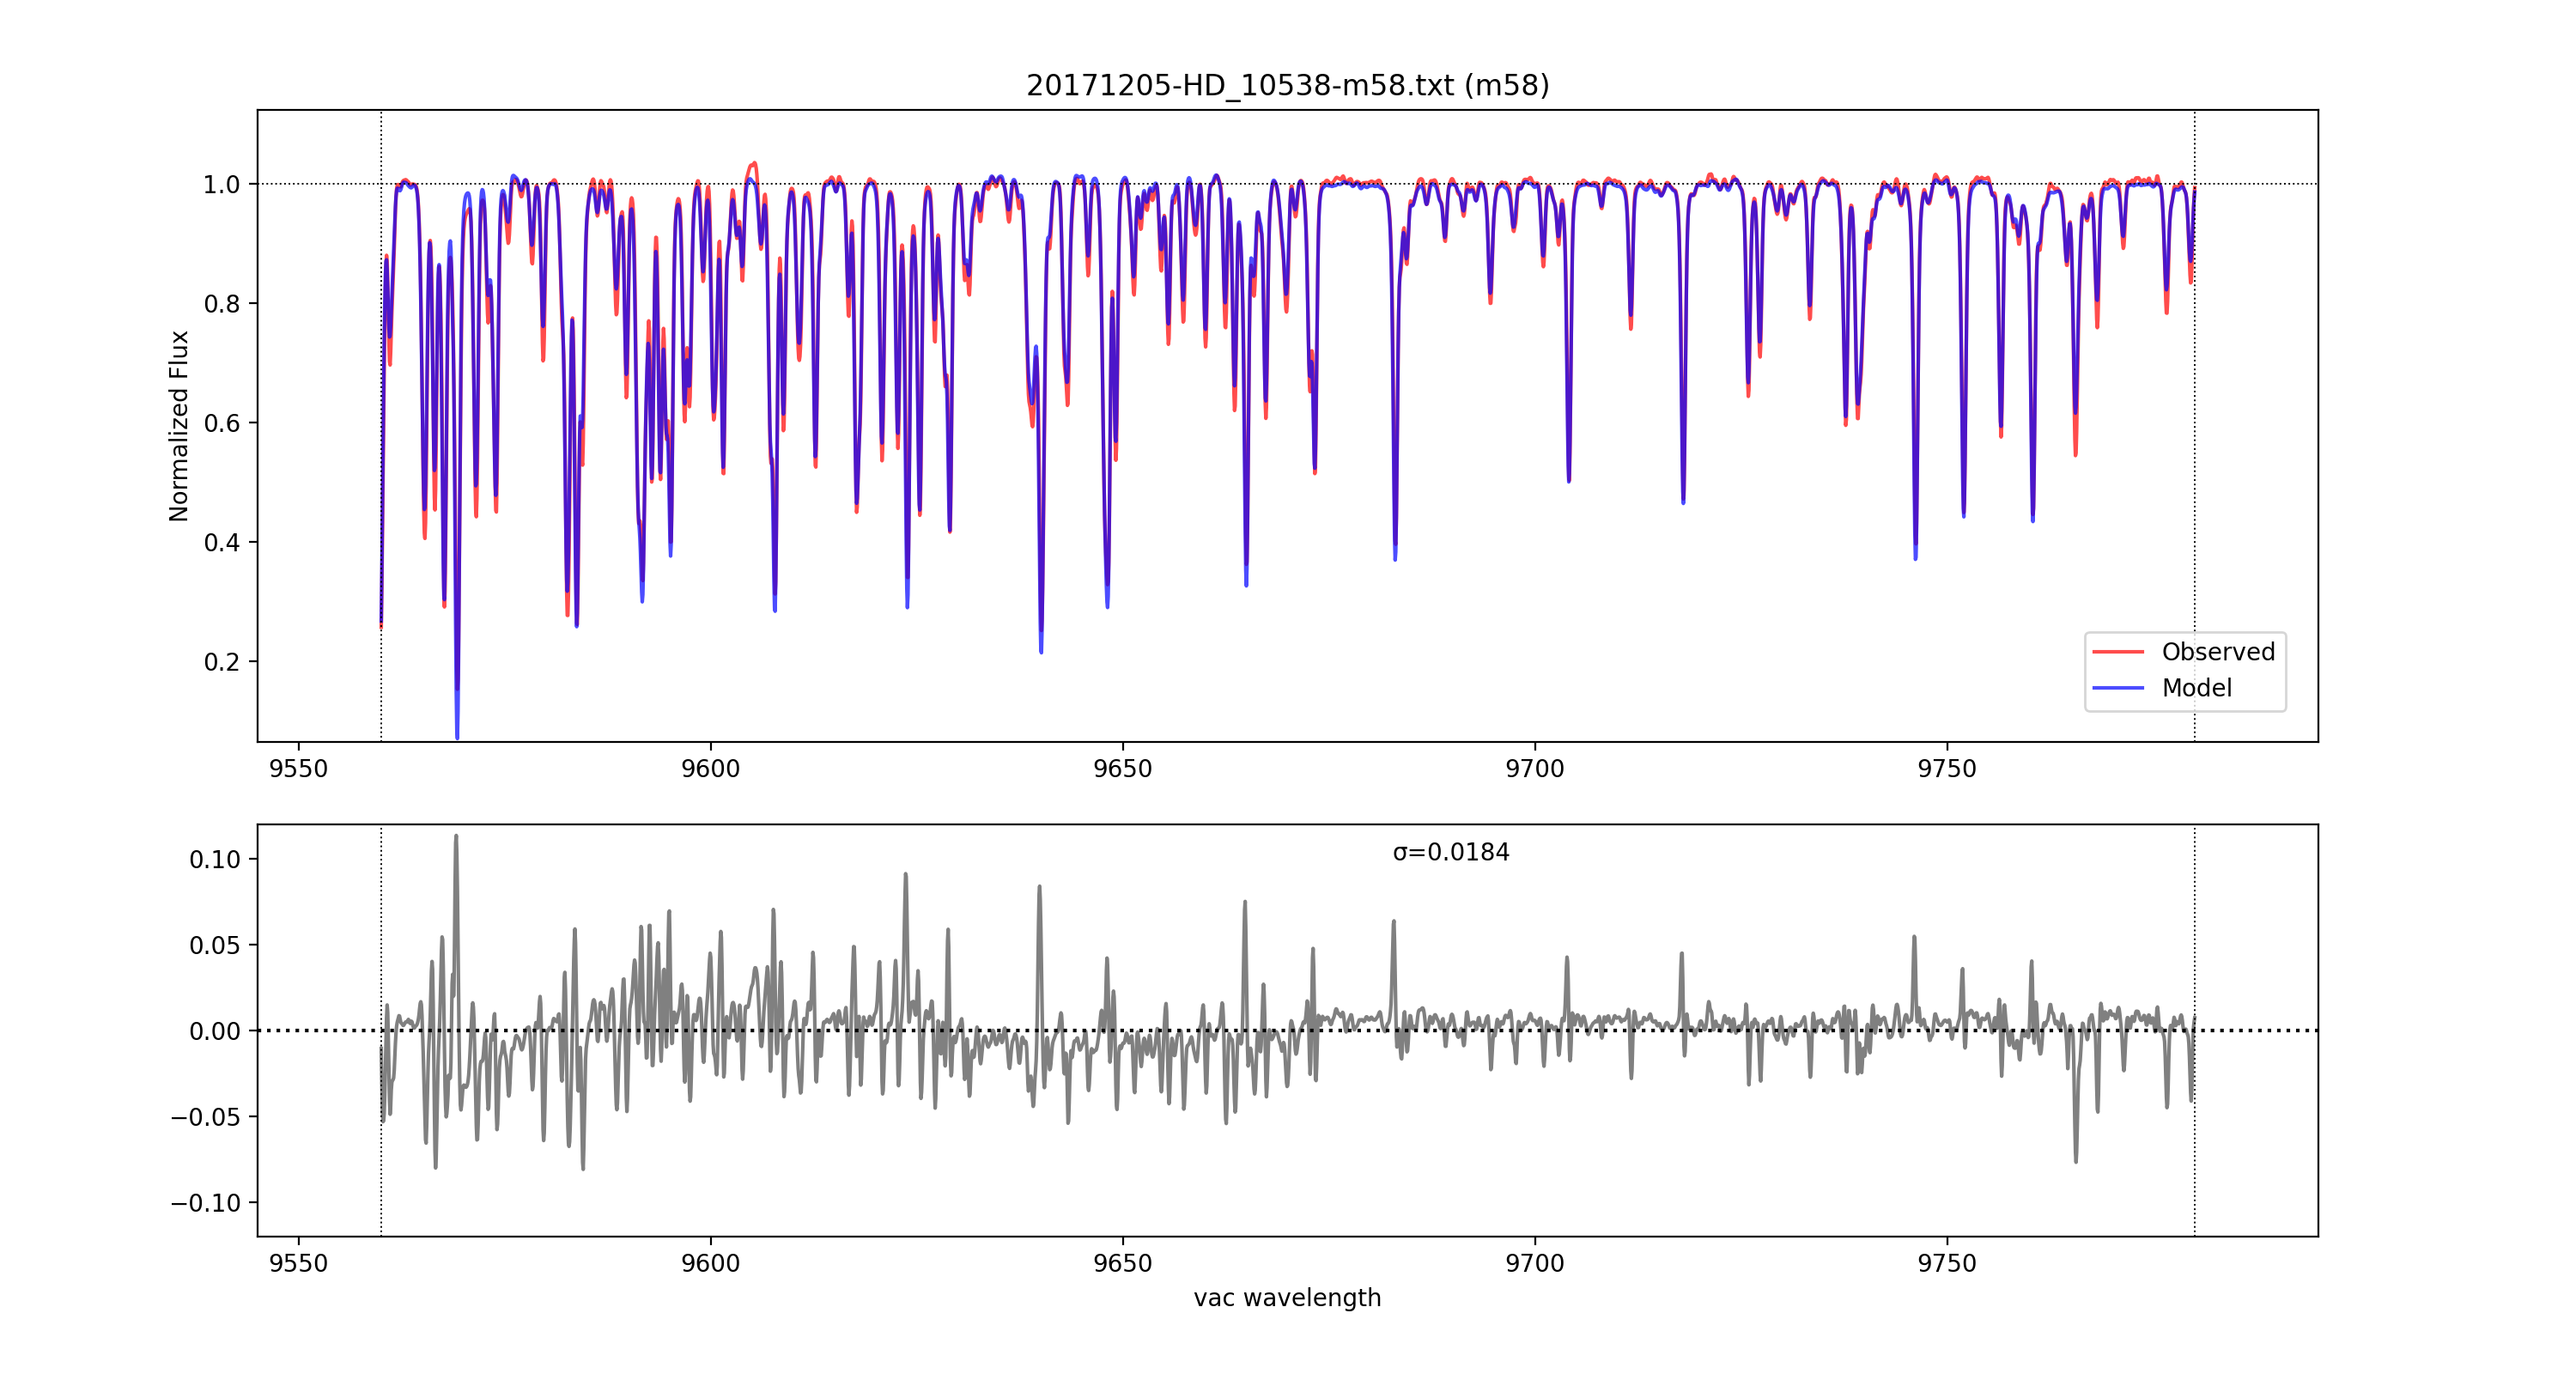 20171205-HD_10538-m58.txt (m58)
Normalized Flux
1.0
0.8
0.6
0.4
0.2
Observed
Model
9550 9600 9650 9700 9750
σ=0.0184
0.10
0.05
0.00
−0.05
−0.10
9550 9600 9650 9700 9750
vac wavelength